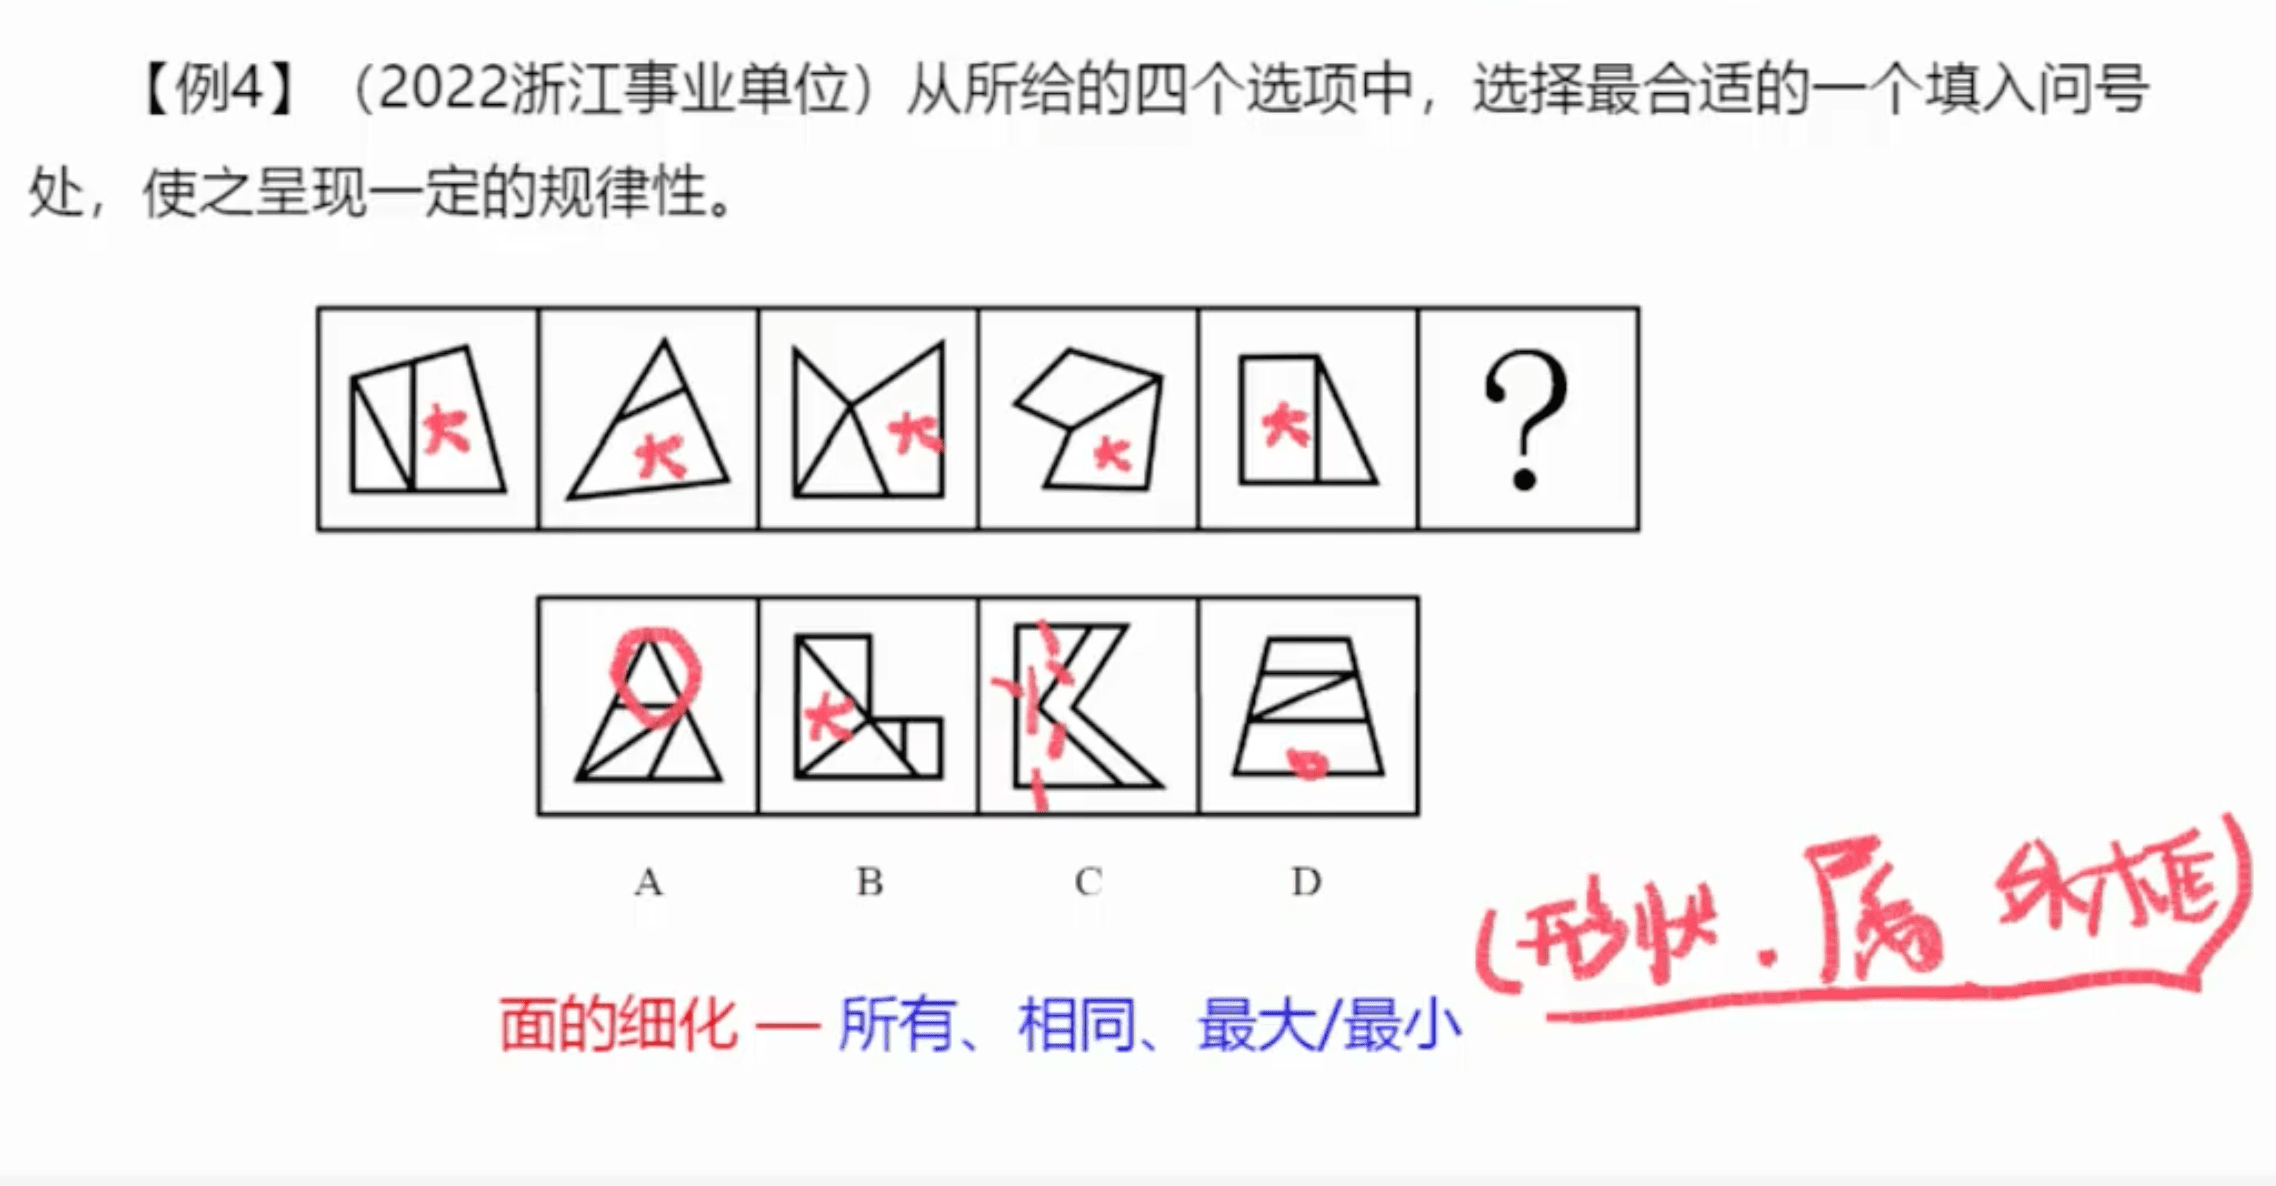 【例4】（2022浙江事业单位）从所给的四个选项中，选择最合适的一个填入问号
处，使之呈现一定的规律性。
大 大 大 大 大 ?
大
A B C D
(形状. 属 外框)
面的细化 — 所有、相同、最大/最小